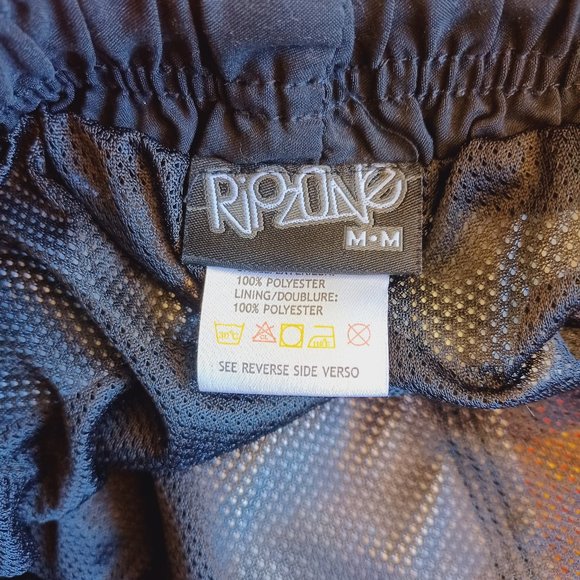 RIPZONE
M•M
100% POLYESTER
LINING/DOUBLURE:
100% POLYESTER
SEE REVERSE SIDE VERSO